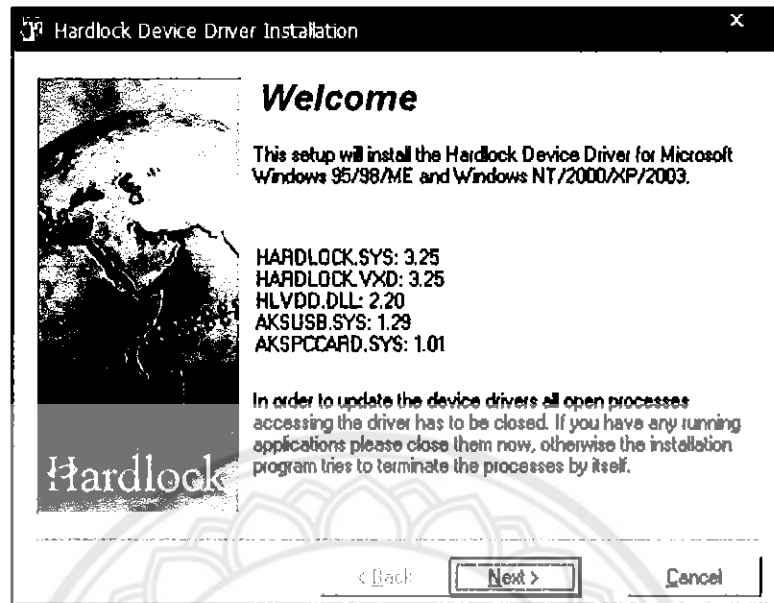 Hardlock Device Driver Installation
Welcome
This setup will install the Hardlock Device Driver for Microsoft
Windows 95/98/ME and Windows NT/2000/XP/2003.
HARDLOCK.SYS: 3.25
HARDLOCK.VXD: 3.25
HLVDD.DLL: 2.20
AKSUSB.SYS: 1.29
AKSPCCARD.SYS: 1.01
In order to update the device drivers all open processes
accessing the driver has to be closed. If you have any running
applications please close them now, otherwise the installation
program tries to terminate the processes by itself.
Hardlock
< Back Next > Cancel